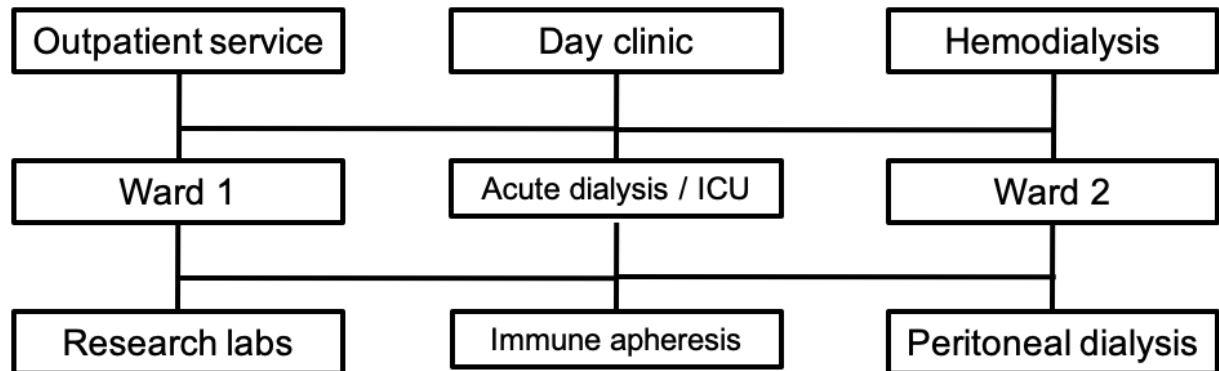 Outpatient service
Day clinic
Hemodialysis
Ward 1
Acute dialysis / ICU
Ward 2
Research labs
Immune apheresis
Peritoneal dialysis